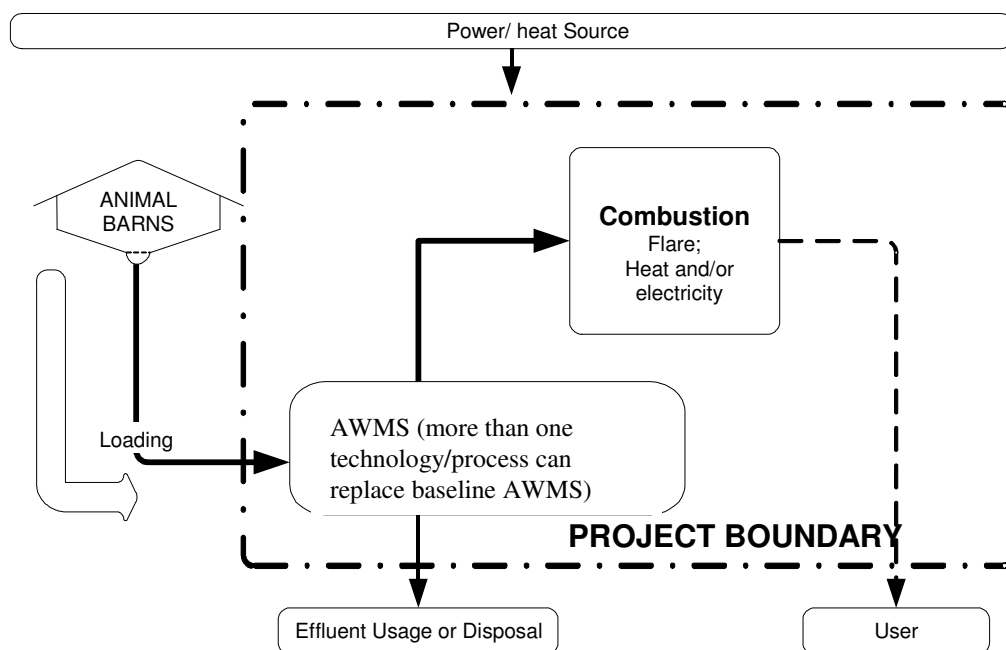 Power/ heat Source
ANIMAL
BARNS
Combustion
Flare;
Heat and/or
electricity
Loading
AWMS (more than one
technology/process can
replace baseline AWMS)
PROJECT BOUNDARY
Effluent Usage or Disposal
User